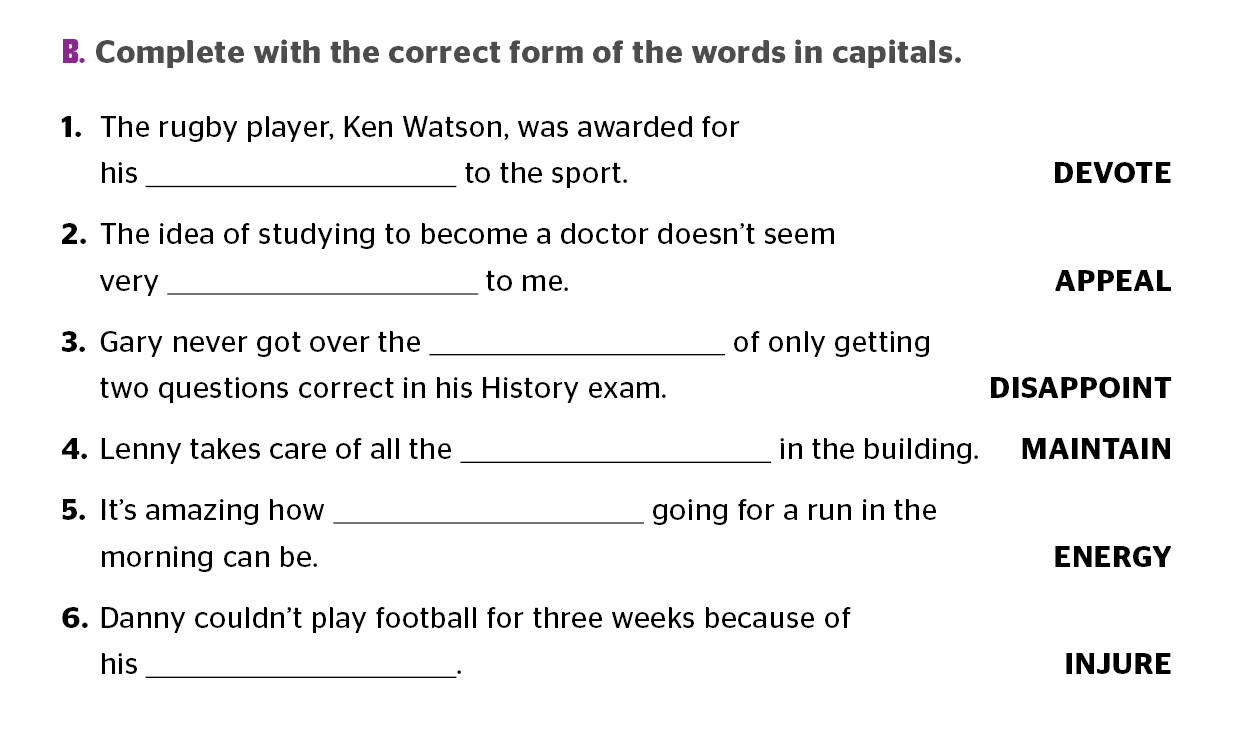 B. Complete with the correct form of the words in capitals.
1. The rugby player, Ken Watson, was awarded for
his ____________________ to the sport. DEVOTE
2. The idea of studying to become a doctor doesn’t seem
very ____________________ to me. APPEAL
3. Gary never got over the ___________________ of only getting
two questions correct in his History exam. DISAPPOINT
4. Lenny takes care of all the ____________________ in the building. MAINTAIN
5. It’s amazing how ____________________ going for a run in the
morning can be. ENERGY
6. Danny couldn’t play football for three weeks because of
his ____________________. INJURE